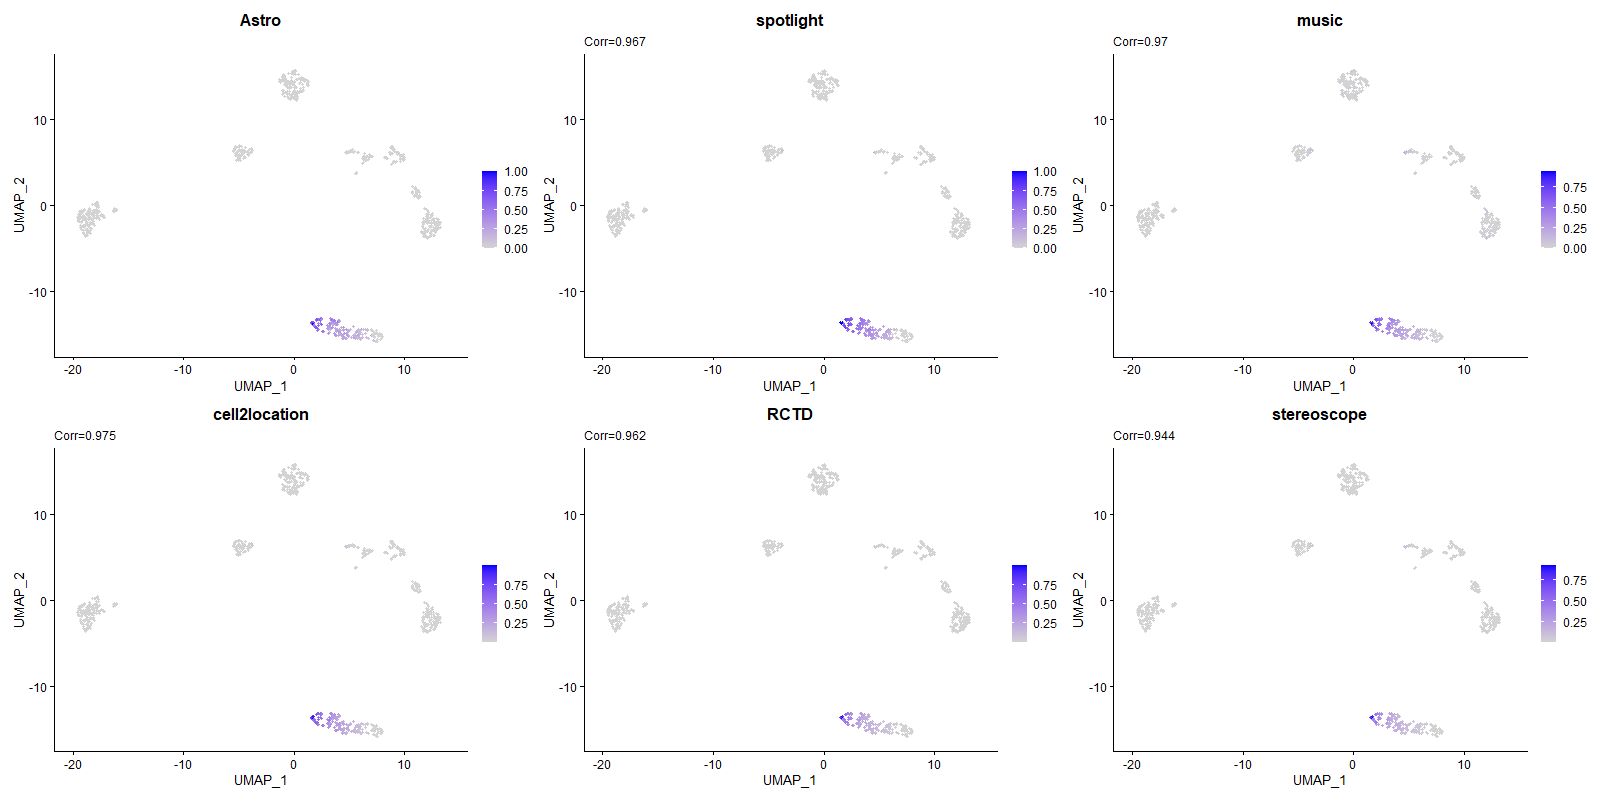 Astro
UMAP_2
10
0
-10
-20
-10
0
10
UMAP_1
1.00
0.75
0.50
0.25
0.00
spotlight
Corr=0.967
UMAP_2
10
0
-10
-20
-10
0
10
UMAP_1
1.00
0.75
0.50
0.25
0.00
music
Corr=0.97
UMAP_2
10
0
-10
-20
-10
0
10
UMAP_1
0.75
0.50
0.25
0.00
cell2location
Corr=0.975
UMAP_2
10
0
-10
-20
-10
0
10
UMAP_1
0.75
0.50
0.25
RCTD
Corr=0.962
UMAP_2
10
0
-10
-20
-10
0
10
UMAP_1
0.75
0.50
0.25
stereoscope
Corr=0.944
UMAP_2
10
0
-10
-20
-10
0
10
UMAP_1
0.75
0.50
0.25